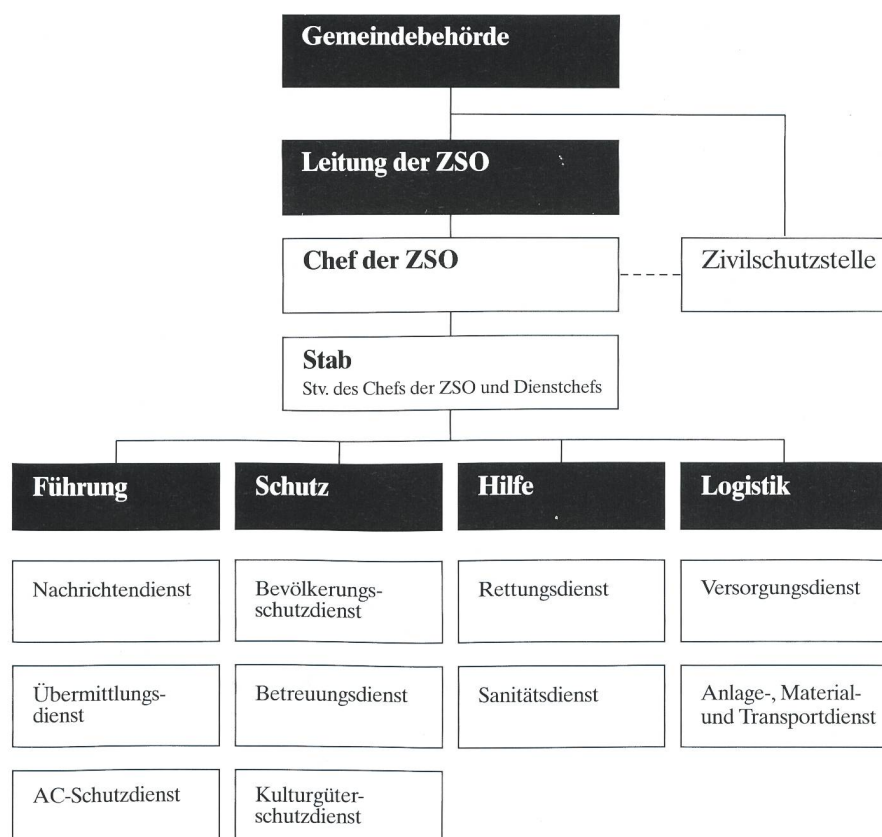 Gemeindebehörde
Leitung der ZSO
Chef der ZSO
Zivilschutzstelle
Stab
Stv. des Chefs der ZSO und Dienstchefs
Führung
Schutz
Hilfe
Logistik
Nachrichtendienst
Bevölkerungs-
schutzdienst
Rettungsdienst
Versorgungsdienst
Übermittlungs-
dienst
Betreuungsdienst
Sanitätsdienst
Anlage-, Material-
und Transportdienst
AC-Schutzdienst
Kulturgüter-
schutzdienst